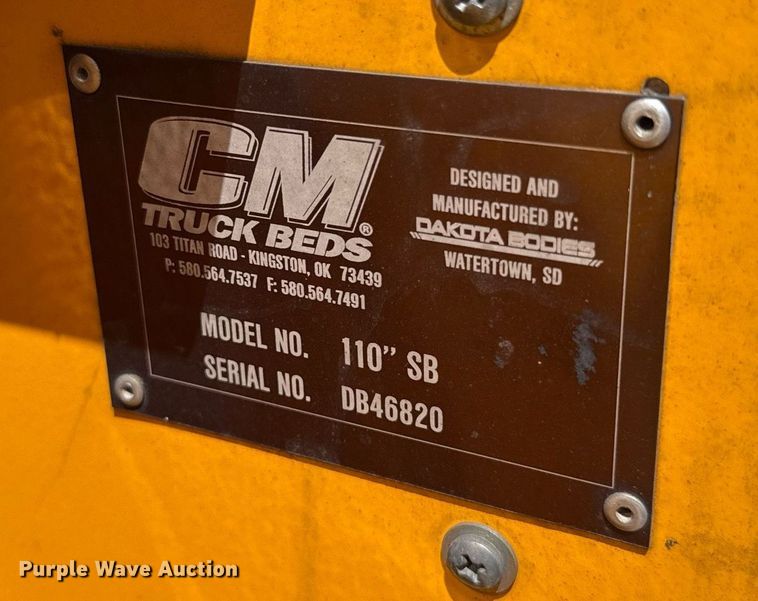 CM®
TRUCK BEDS
103 TITAN ROAD - KINGSTON, OK 73439
P: 580.564.7537 F: 580.564.7491
DESIGNED AND
MANUFACTURED BY:
DAKOTA BODIES
WATERTOWN, SD
MODEL NO. 110" SB
SERIAL NO. DB46820
Purple Wave Auction